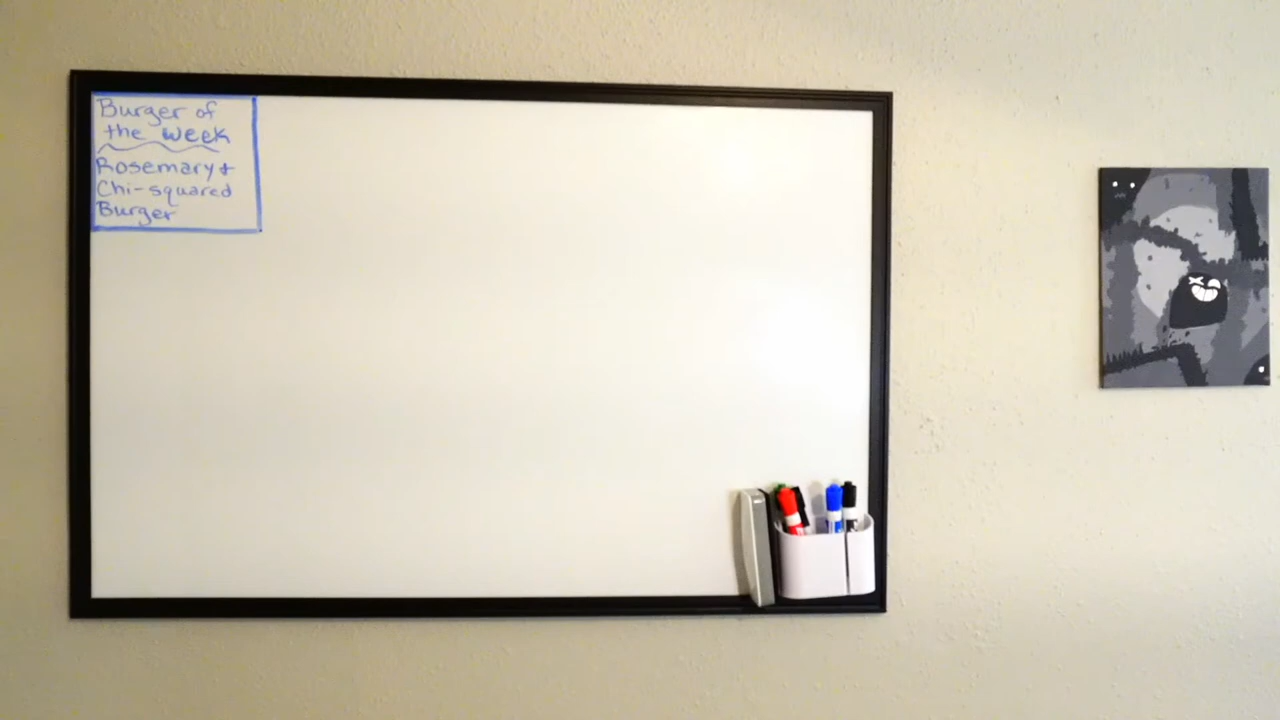 Burger of
the week
Rosemary +
Chi-squared
Burger